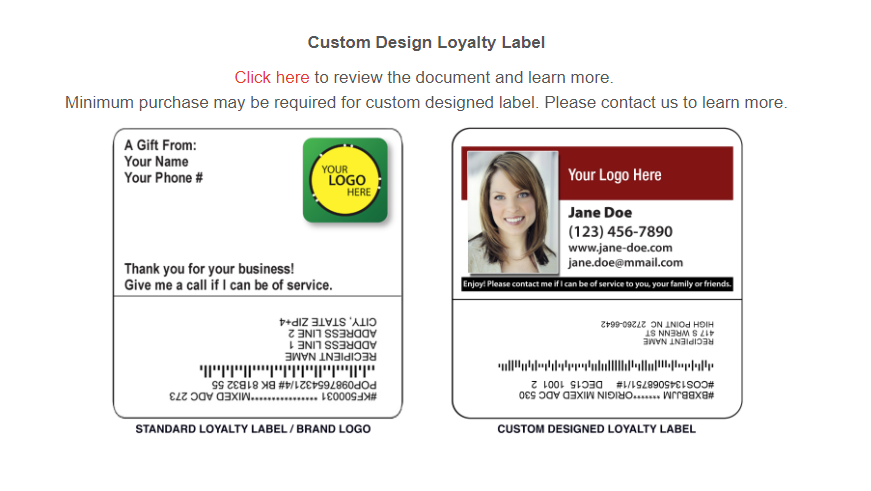 Custom Design Loyalty Label
Click here to review the document and learn more.
Minimum purchase may be required for custom designed label. Please contact us to learn more.
A Gift From:
Your Name
Your Phone #
YOUR
LOGO
HERE
Thank you for your business!
Give me a call if I can be of service.
#KF500031 ******************MIXED ADC 273
POP0987654321/4/21# BK B1B32 55
RECIPIENT NAME
ADDRESS LINE 1
ADDRESS LINE 2
CITY, STATE ZIP+4
STANDARD LOYALTY LABEL / BRAND LOGO
Your Logo Here
Jane Doe
(123) 456-7890
www.jane-doe.com
jane.doe@mmail.com
Enjoy! Please contact me if I can be of service to you, your family or friends.
#BXBBJJM *******ORIGIN MIXED ADC 530
#COS1345068751/1# DEC15 1001 2
RECIPIENT NAME
417 S WRENN ST
HIGH POINT NC 27260-6642
CUSTOM DESIGNED LOYALTY LABEL